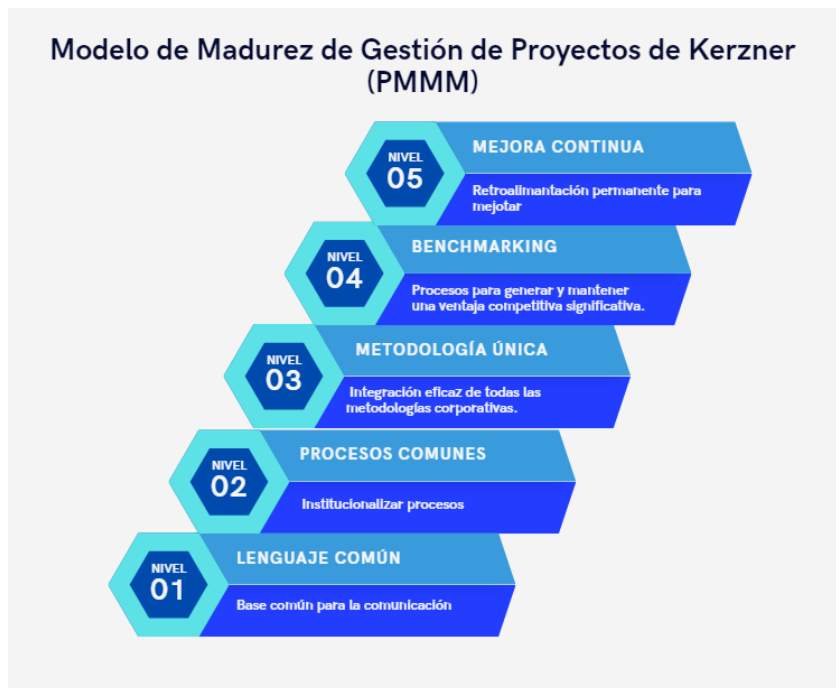 Modelo de Madurez de Gestión de Proyectos de Kerzner
(PMMM)
NIVEL
05
MEJORA CONTINUA
Retroalimantación permanente para
mejotar
NIVEL
04
BENCHMARKING
Procesos para generar y mantener
una ventaja competitiva significativa.
NIVEL
03
METODOLOGÍA ÚNICA
Integración eficaz de todas las
metodologías corporativas.
NIVEL
02
PROCESOS COMUNES
Institucionalizar procesos
NIVEL
01
LENGUAJE COMÚN
Base común para la comunicación